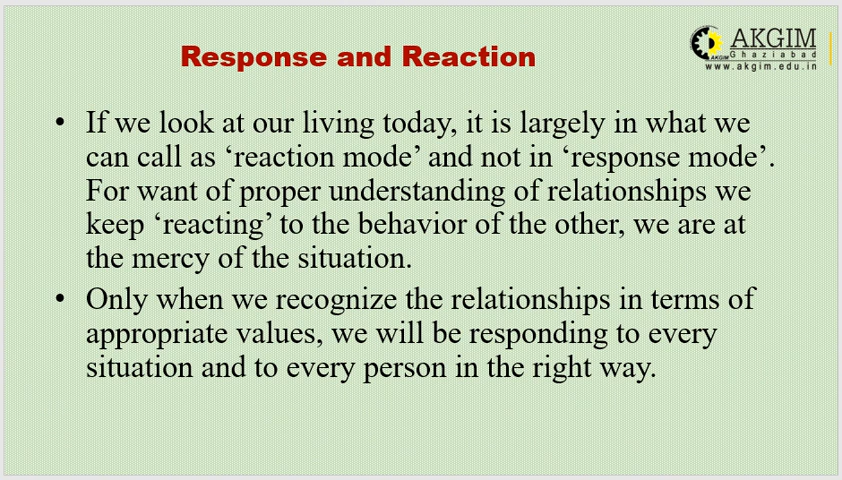 Response and Reaction
AKGIM
Ghaziabad
AKGIM
www.akgim.edu.in
• If we look at our living today, it is largely in what we
can call as ‘reaction mode’ and not in ‘response mode’.
For want of proper understanding of relationships we
keep ‘reacting’ to the behavior of the other, we are at
the mercy of the situation.
• Only when we recognize the relationships in terms of
appropriate values, we will be responding to every
situation and to every person in the right way.